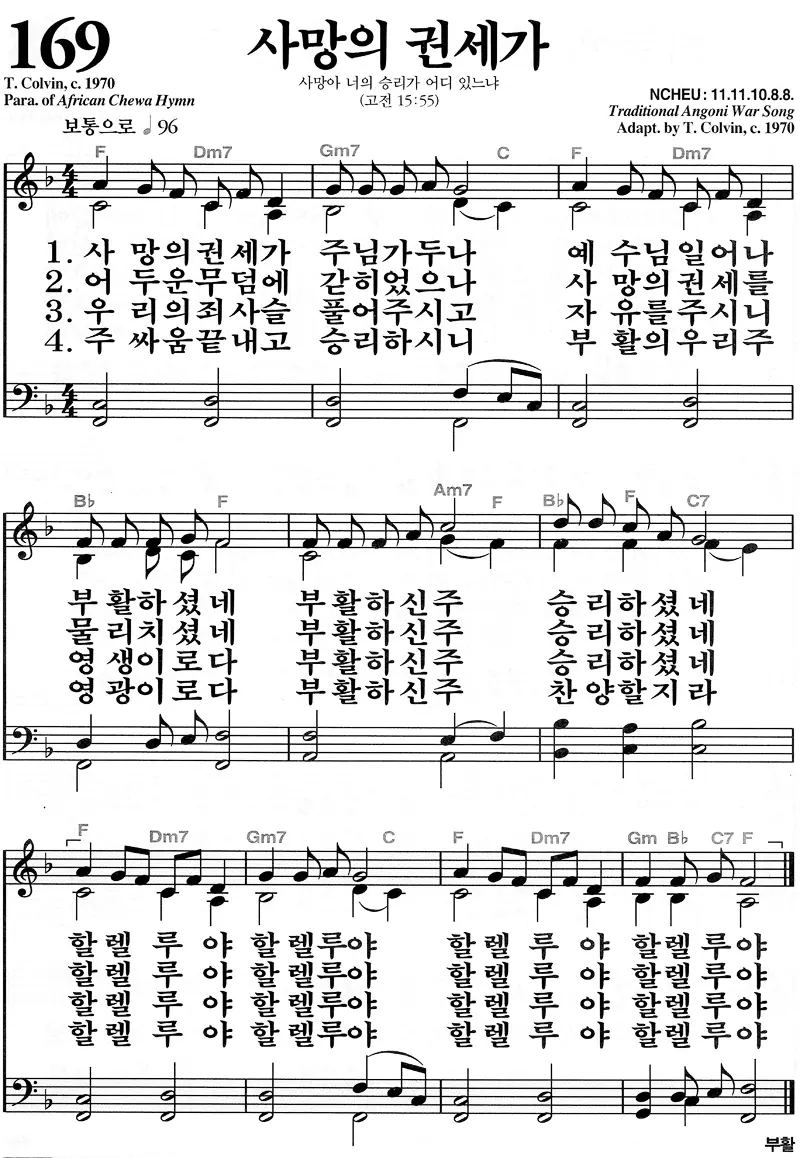 169
사망의 권세가
T. Colvin, c. 1970
Para. of African Chewa Hymn
사망아 너의 승리가 어디 있느냐
(고전 15:55)
NCHEU : 11.11.10.8.8.
Traditional Angoni War Song
Adapt. by T. Colvin, c. 1970
보통으로 ♩ 96
F Dm7 Gm7 C F Dm7
1. 사 망의권세가 주님가두나 예 수님일어나
2. 어 두운무덤에 갇히었으나 사 망의권세를
3. 우 리의죄사슬 풀어주시고 자 유를주시니
4. 주 싸움끝내고 승리하시니 부 활의우리주
B♭ F Am7 F B♭ F C7
부 활하셨네 부활하신주 승리하셨네
물리치셨네 부활하신주 승리하셨네
영생이로다 부활하신주 승리하셨네
영광이로다 부활하신주 찬양할지라
F Dm7 Gm7 C F Dm7 Gm B♭ C7 F
할렐 루 야 할렐루야 할렐 루 야 할렐루야
할렐 루 야 할렐루야 할렐 루 야 할렐루야
할렐 루 야 할렐루야 할렐 루 야 할렐루야
할렐 루 야 할렐루야 할렐 루 야 할렐루야
부활